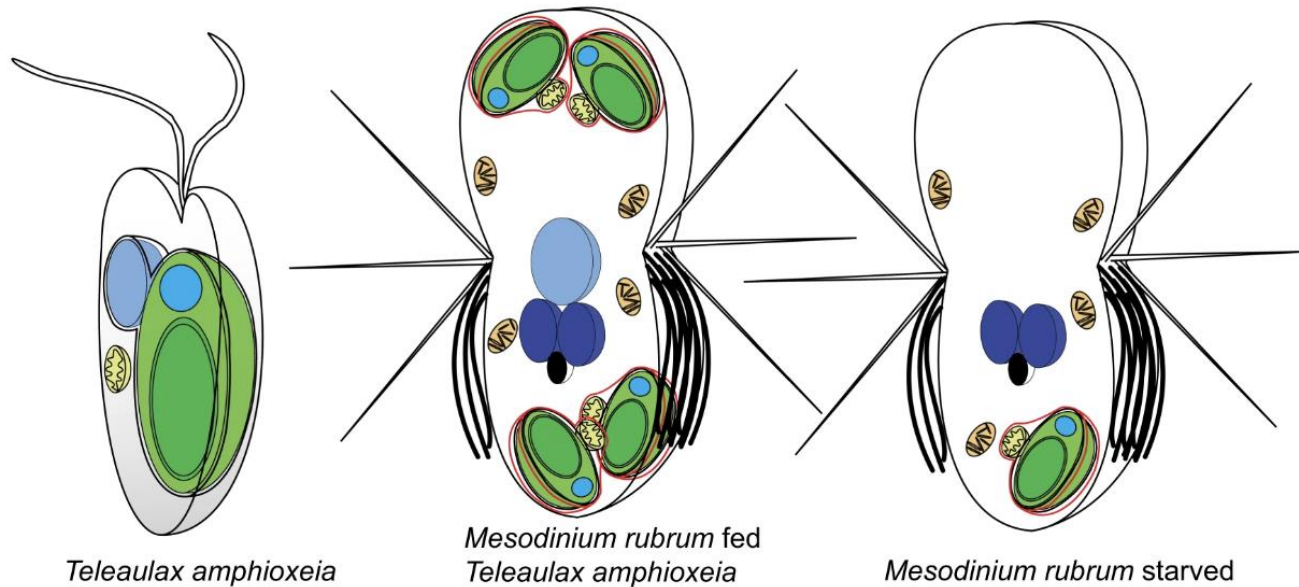 Teleaulax amphioxeia
Mesodinium rubrum fed
Teleaulax amphioxeia
Mesodinium rubrum starved